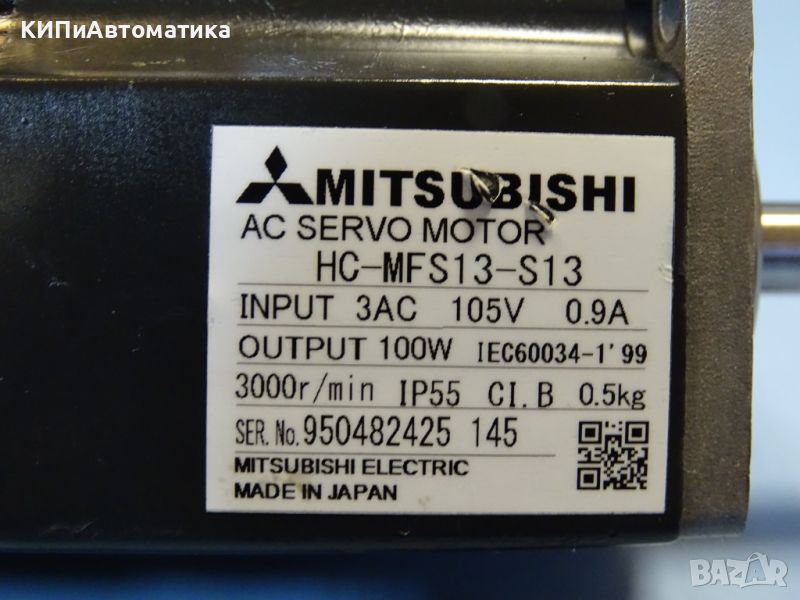 КИПиАвтоматика
MITSUBISHI
AC SERVO MOTOR
HC-MFS13-S13
INPUT 3AC 105V 0.9A
OUTPUT 100W IEC60034-1'99
3000r/min IP55 CI.B 0.5kg
SER.No.950482425 145
MITSUBISHI ELECTRIC
MADE IN JAPAN
BAZAR